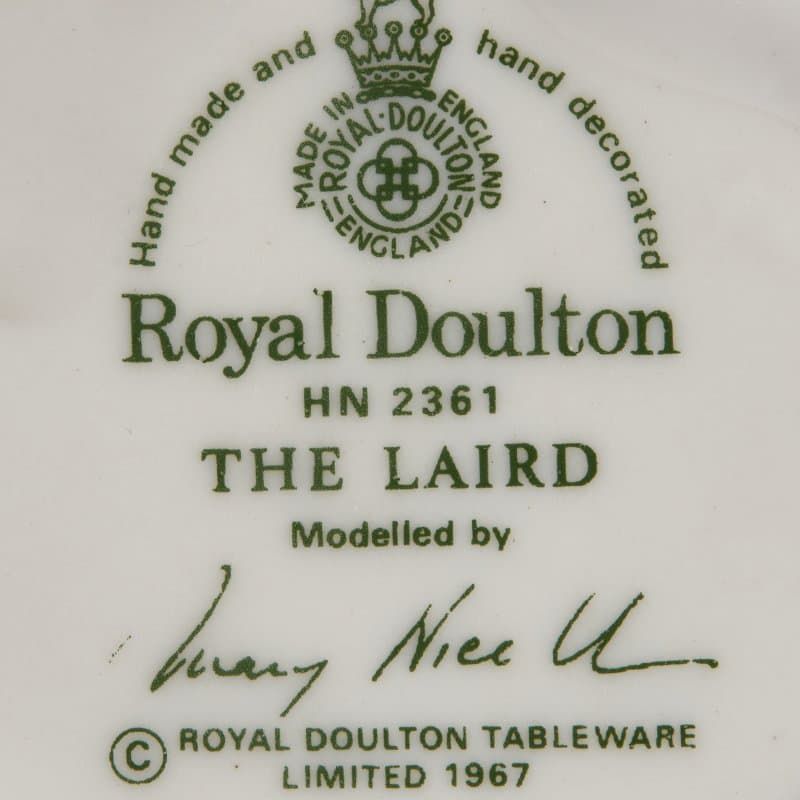 Hand made and hand decorated
MADE IN ENGLAND
ROYAL·DOULTON
ENGLAND
Royal Doulton
HN 2361
THE LAIRD
Modelled by
© ROYAL DOULTON TABLEWARE
LIMITED 1967